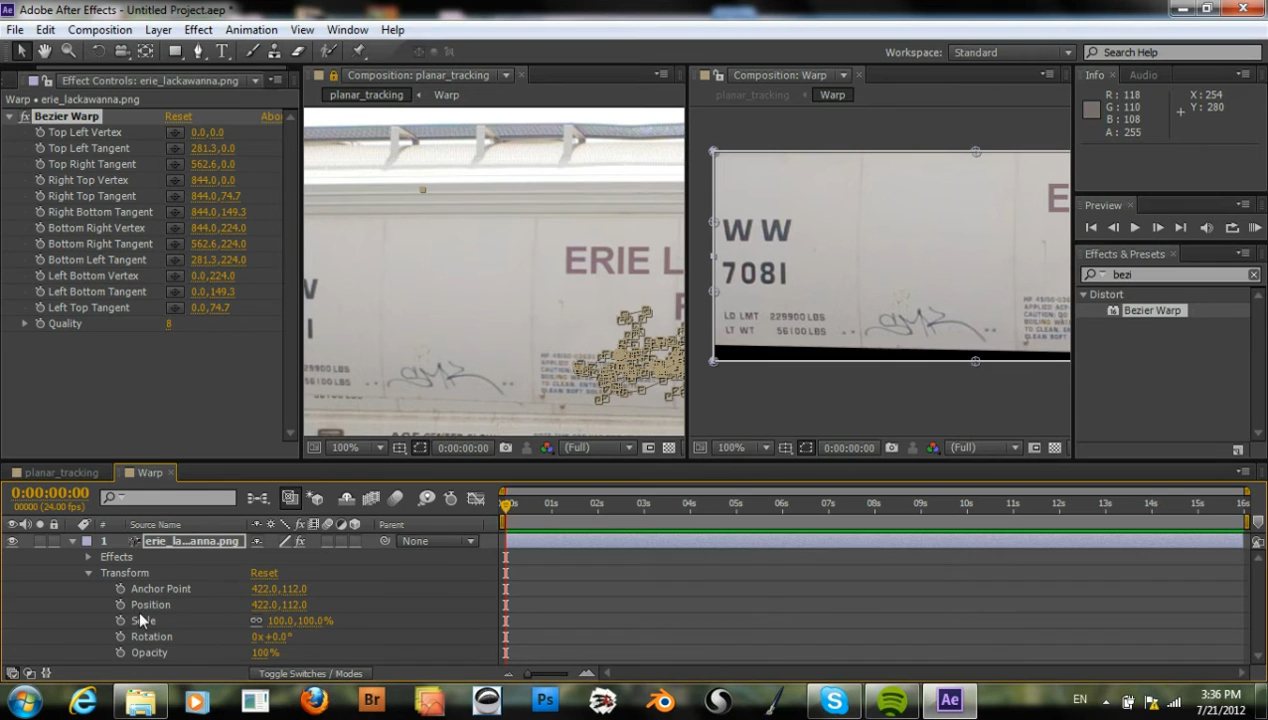 Adobe After Effects - Untitled Project.aep *
File Edit Composition Layer Effect Animation View Window Help
Workspace: Standard
Search Help
Effect Controls: erie_lackawanna.png
Warp • erie_lackawanna.png
Bezier Warp Reset Abou
Top Left Vertex 0.0,0.0
Top Left Tangent 281.3,0.0
Top Right Tangent 562.6,0.0
Right Top Vertex 844.0,0.0
Right Top Tangent 844.0,74.7
Right Bottom Tangent 844.0,149.3
Bottom Right Vertex 844.0,224.0
Bottom Right Tangent 562.6,224.0
Bottom Left Tangent 281.3,224.0
Left Bottom Vertex 0.0,224.0
Left Bottom Tangent 0.0,149.3
Left Top Tangent 0.0,74.7
Quality 8
Composition: planar_tracking
planar_tracking Warp
ERIE L
29900 LBS
56100 LBS
100% 0:00:00:00 (Full)
Composition: Warp
planar_tracking Warp
E
W W
7081
LD LMT 229900 LBS
LT WT 56100 LBS
100% 0:00:00:00 (Full)
Info Audio
R: 118 X: 254
G: 110 Y: 280
B: 108
A: 255
Preview
Effects & Presets
bezi
Distort
Bezier Warp
planar_tracking Warp
0:00:00:00
00000 (24.00 fps)
# Source Name Parent
1 erie_la...anna.png None
Effects
Transform Reset
Anchor Point 422.0,112.0
Position 422.0,112.0
Scale 100.0,100.0%
Rotation 0x+0.0°
Opacity 100%
Toggle Switches / Modes
:00s 01s 02s 03s 04s 05s 06s 07s 08s 09s 10s 11s 12s 13s 14s 15s 16s
Br Ps Ae
EN
3:36 PM
7/21/2012